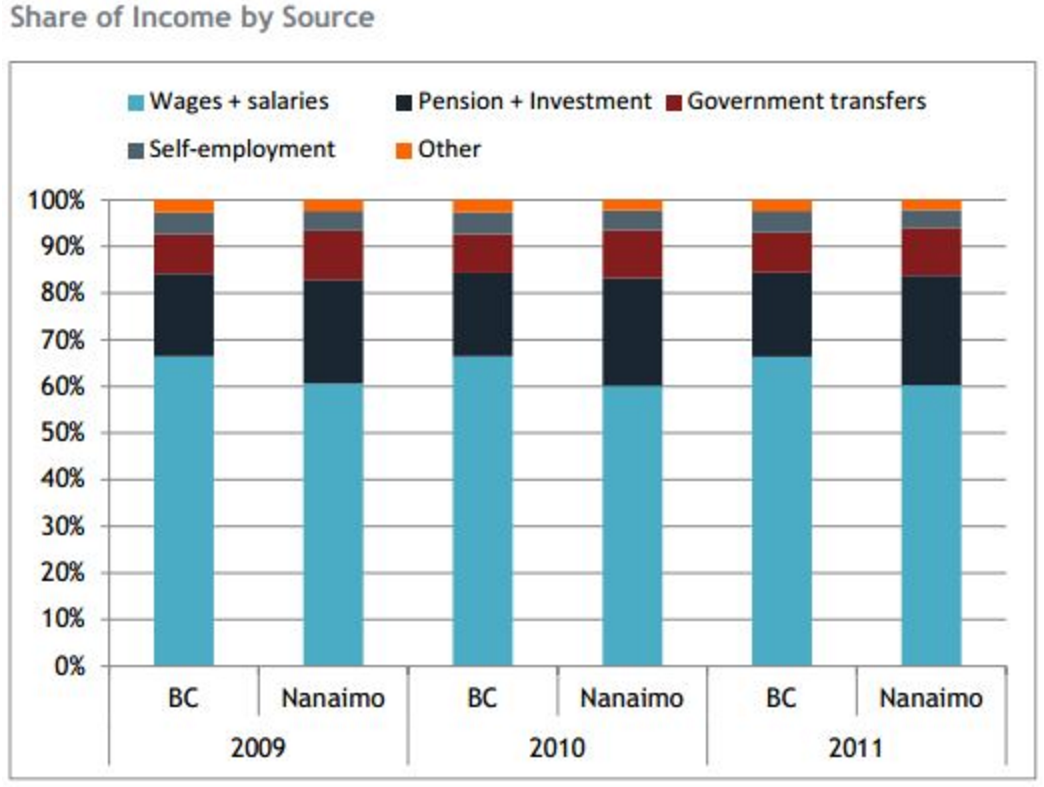 Share of Income by Source
Wages + salaries Pension + Investment Government transfers
Self-employment Other
100%
90%
80%
70%
60%
50%
40%
30%
20%
10%
0%
BC Nanaimo BC Nanaimo BC Nanaimo
2009 2010 2011